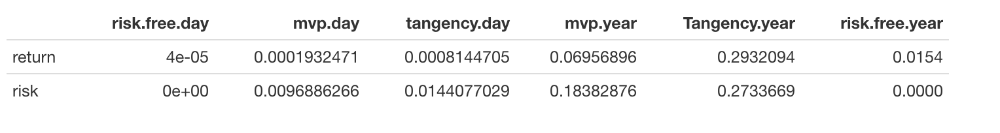 risk.free.day mvp.day tangency.day mvp.year Tangency.year risk.free.year
return 4e-05 0.0001932471 0.0008144705 0.06956896 0.2932094 0.0154
risk 0e+00 0.0096886266 0.0144077029 0.18382876 0.2733669 0.0000